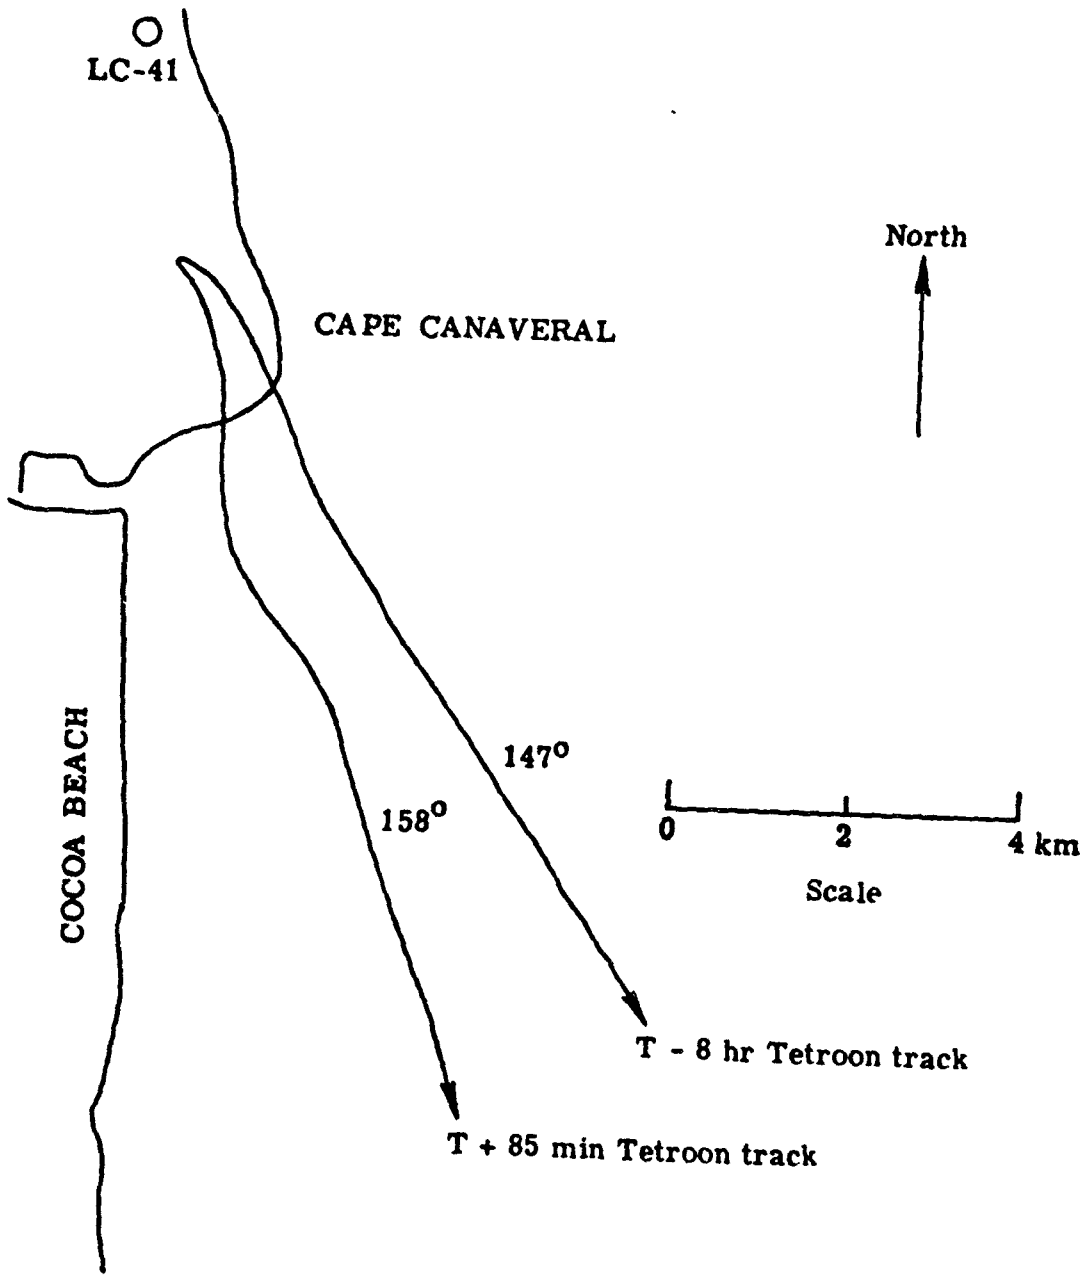 LC-41
North
CAPE CANAVERAL
COCOA BEACH
147°
158°
0 2 4 km
Scale
T - 8 hr Tetroon track
T + 85 min Tetroon track